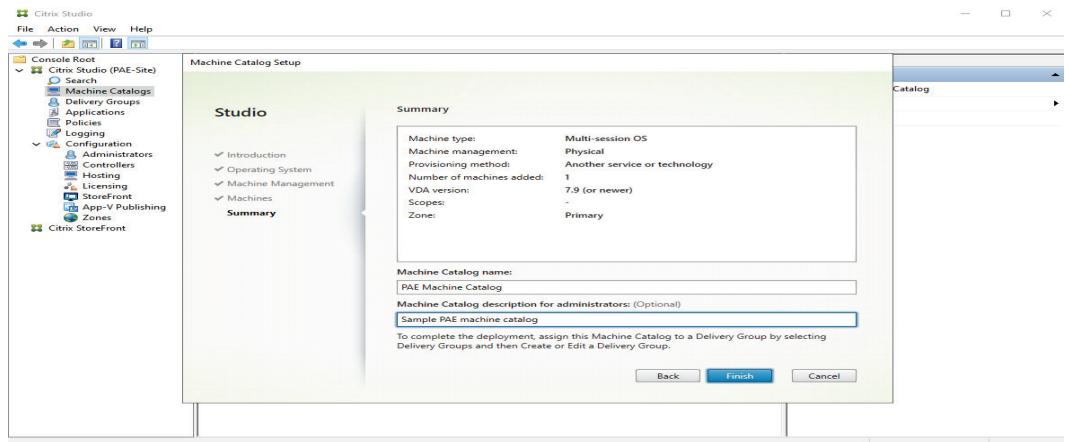 Citrix Studio
File Action View Help
Console Root
Citrix Studio (PAE-Site)
Search
Machine Catalogs
Delivery Groups
Applications
Policies
Logging
Configuration
Administrators
Controllers
Hosting
Licensing
StoreFront
App-V Publishing
Zones
Citrix StoreFront
Machine Catalog Setup
Studio
Introduction
Operating System
Machine Management
Machines
Summary
Summary
Machine type: Multi-session OS
Machine management: Physical
Provisioning method: Another service or technology
Number of machines added: 1
VDA version: 7.9 (or newer)
Scopes: -
Zone: Primary
Machine Catalog name:
PAE Machine Catalog
Machine Catalog description for administrators: (Optional)
Sample PAE machine catalog
To complete the deployment, assign this Machine Catalog to a Delivery Group by selecting
Delivery Groups and then Create or Edit a Delivery Group.
Back Finish Cancel
Catalog